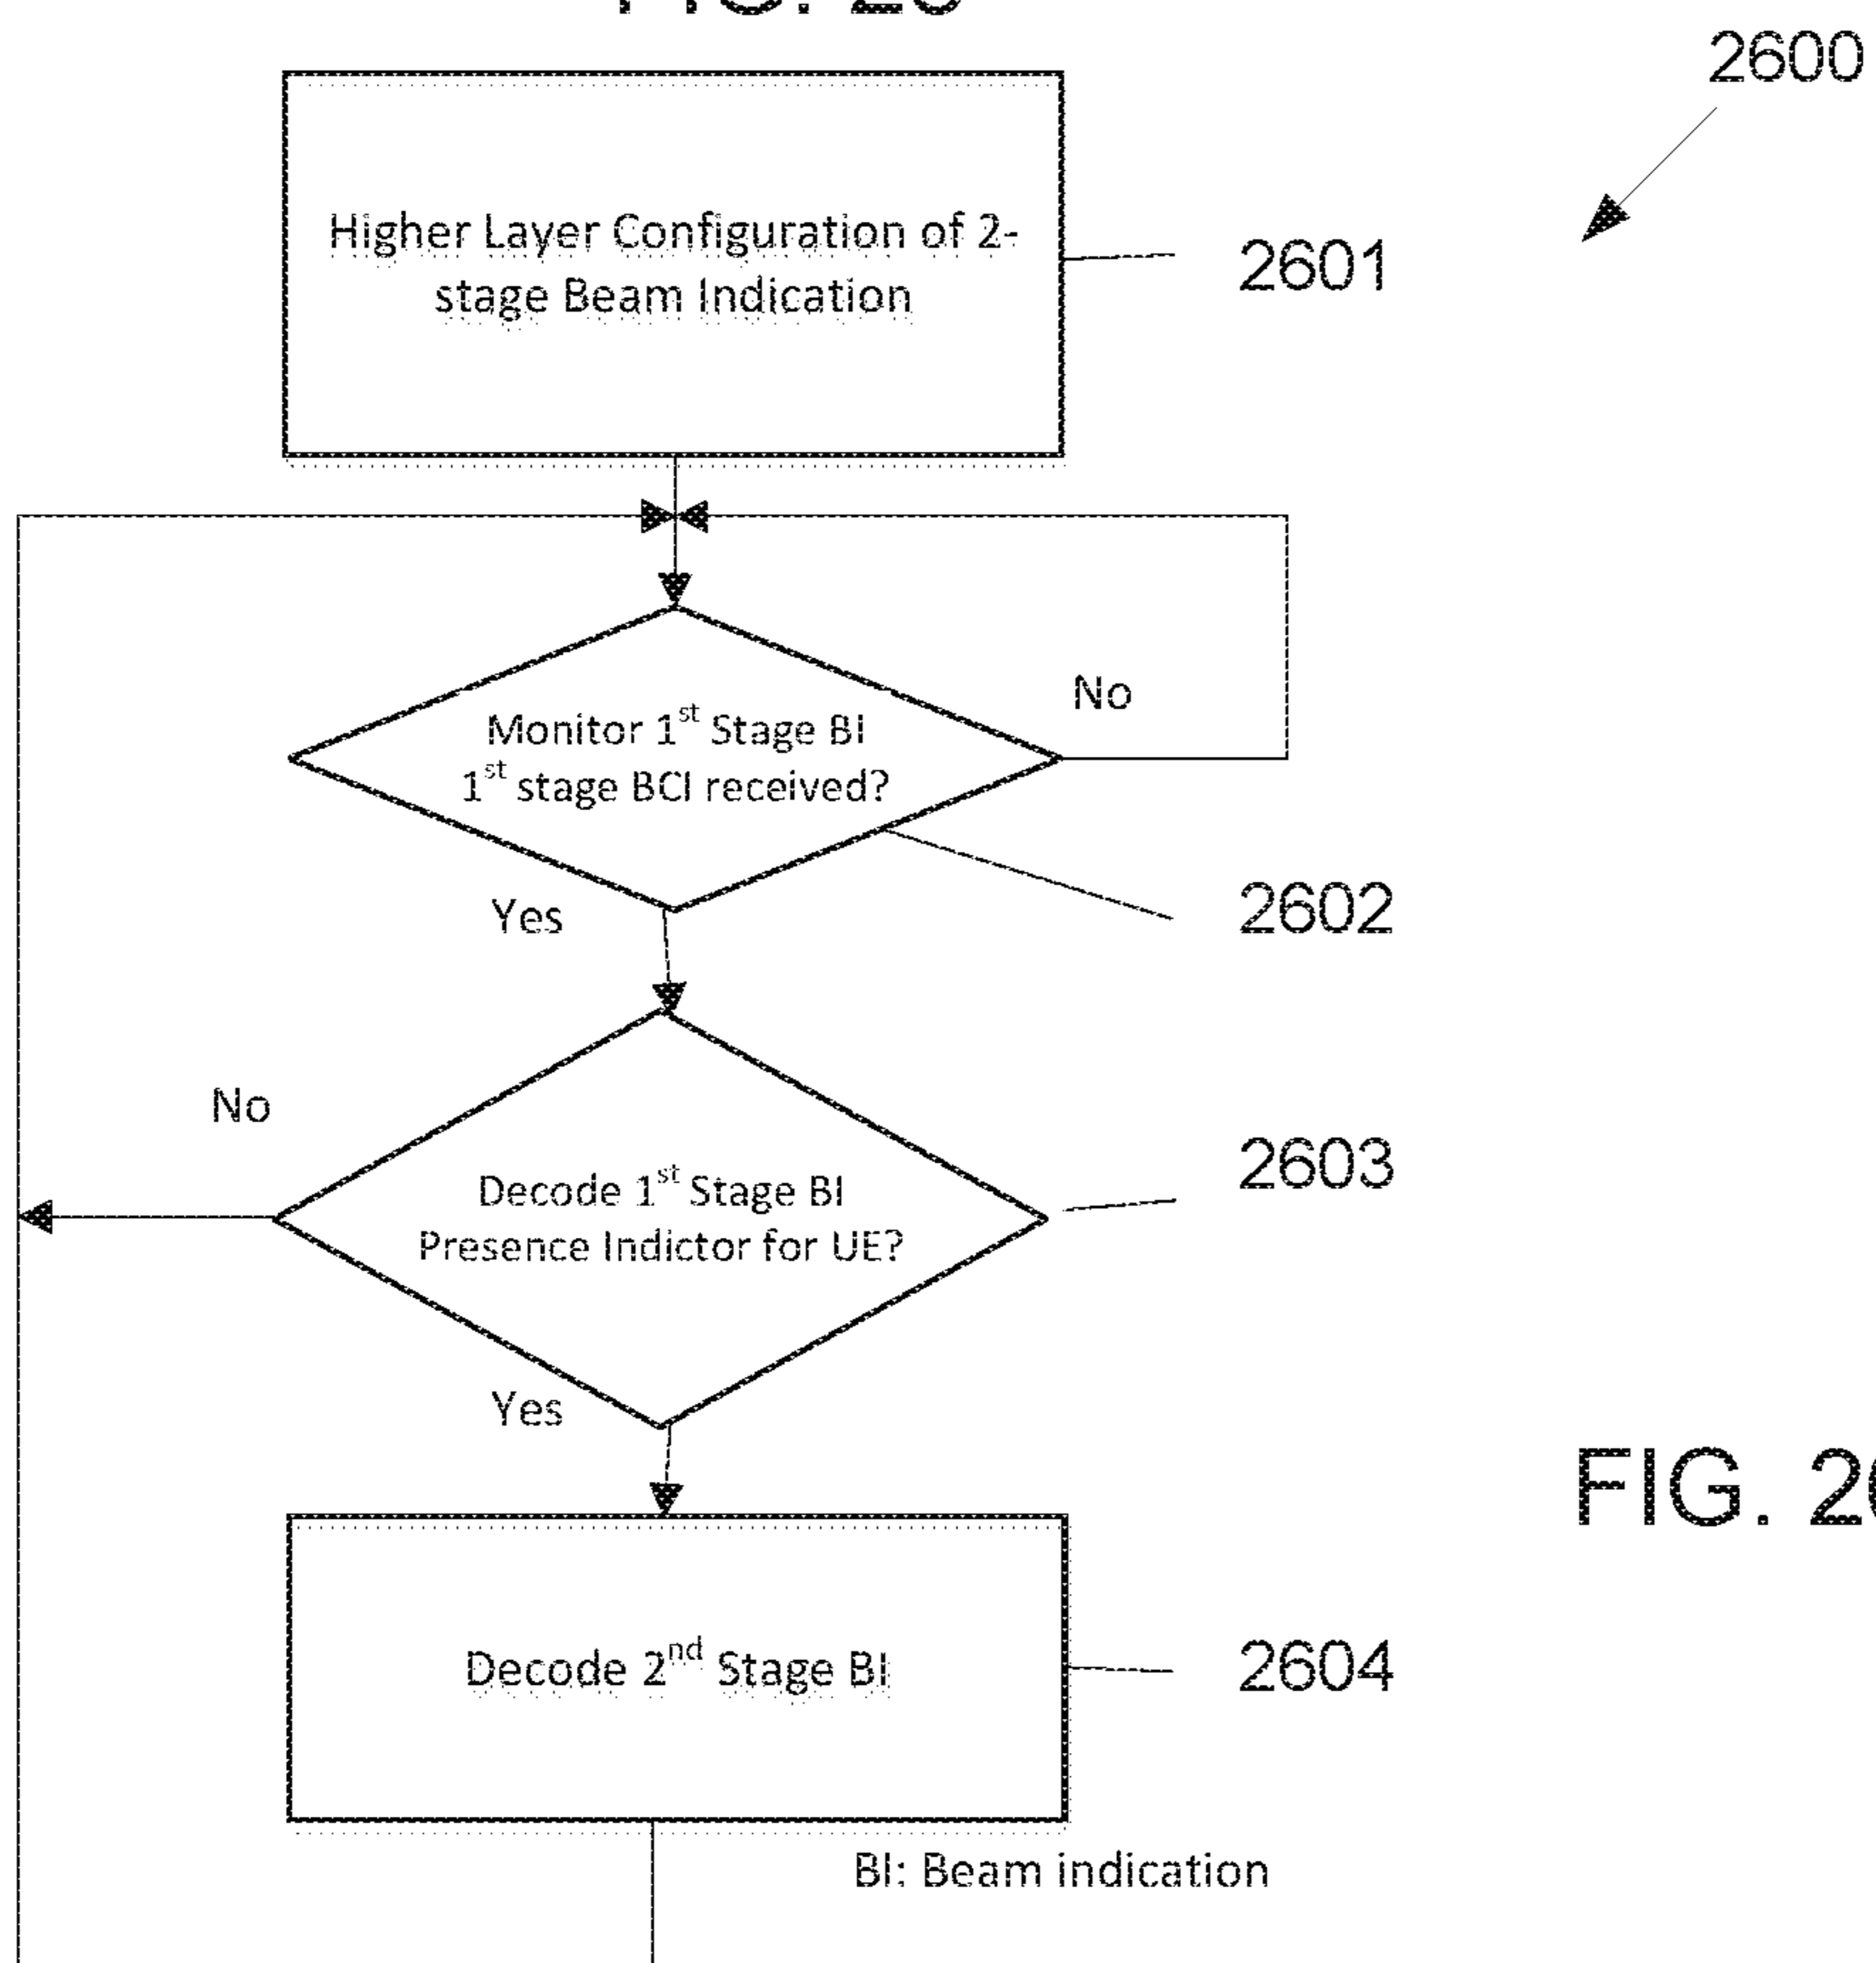 2600
Higher Layer Configuration of 2-
stage Beam Indication
2601
No
Monitor 1st Stage BI
1st stage BCI received?
Yes
2602
No
2603
Decode 1st Stage BI
Presence Indictor for UE?
Yes
FIG. 26
Decode 2nd Stage BI
2604
BI: Beam indication